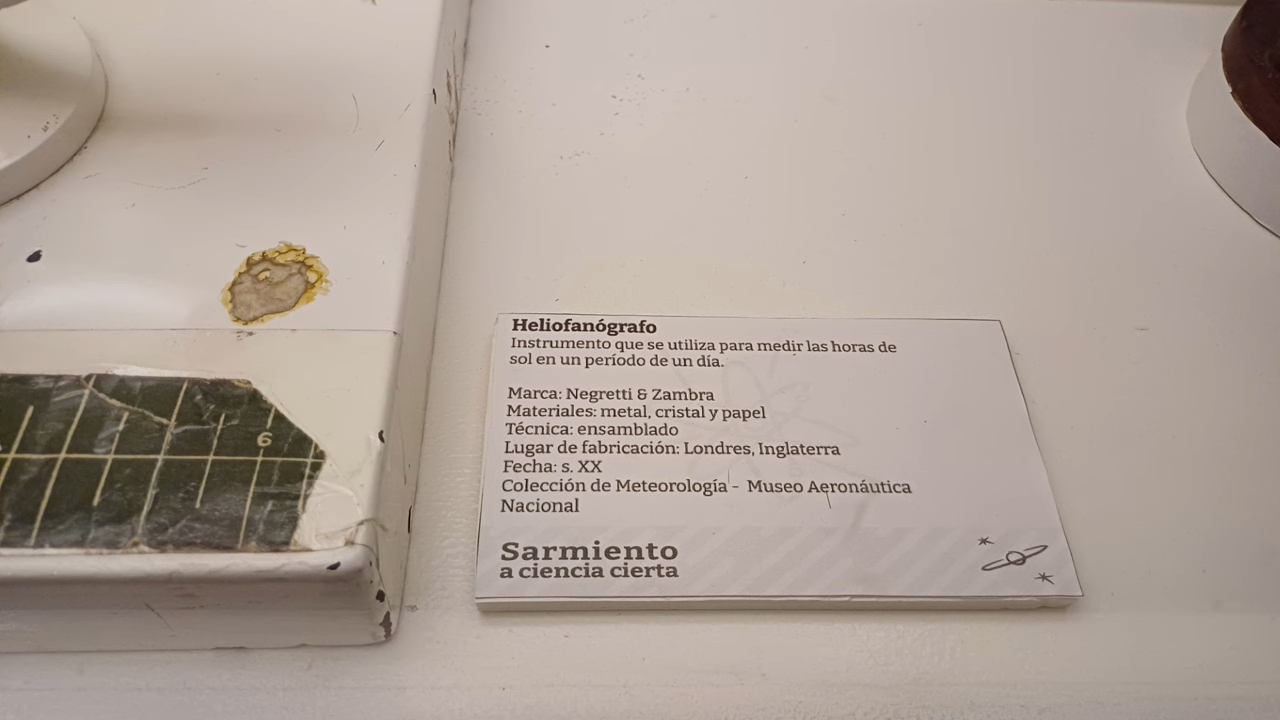 Heliofanógrafo
Instrumento que se utiliza para medir las horas de
sol en un período de un día.
Marca: Negretti & Zambra
Materiales: metal, cristal y papel
Técnica: ensamblado
Lugar de fabricación: Londres, Inglaterra
Fecha: s. XX
Colección de Meteorología - Museo Aeronáutica
Nacional
Sarmiento
a ciencia cierta
6